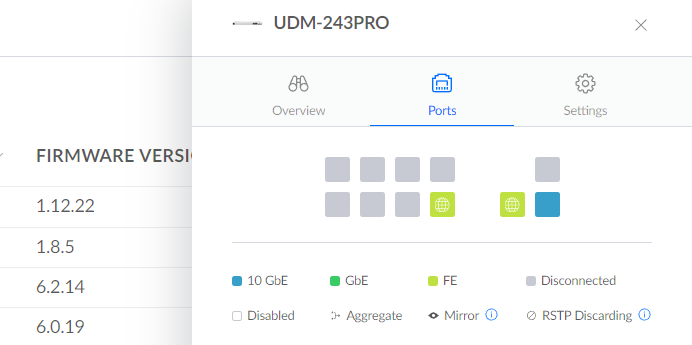 UDM-243PRO
Overview
Ports
Settings
FIRMWARE VERSI
1.12.22
1.8.5
6.2.14
6.0.19
10 GbE
GbE
FE
Disconnected
Disabled
Aggregate
Mirror
RSTP Discarding